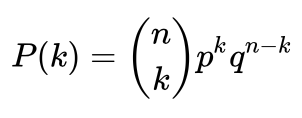 P(k) = \binom{n}{k} p^k q^{n-k}